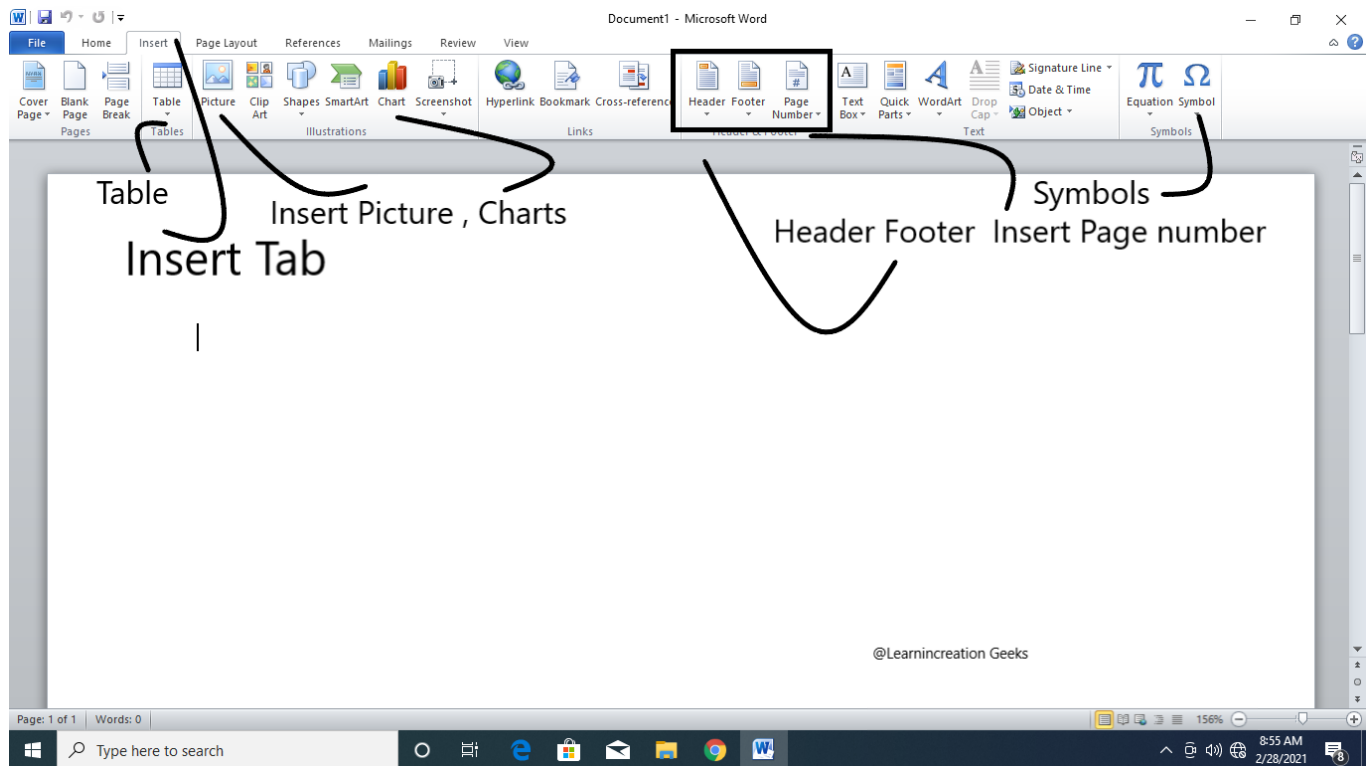 Document1 - Microsoft Word
File Home Insert Page Layout References Mailings Review View
Cover Page Blank Page Page Break Table Picture Clip Art Shapes SmartArt Chart Screenshot Hyperlink Bookmark Cross-reference Header Footer Page Number Text Box Quick Parts WordArt Drop Cap Signature Line Date & Time Object Equation Symbol
Pages Tables Illustrations Links Header & Footer Text Symbols
Table
Insert Picture , Charts
Symbols
Header Footer Insert Page number
Insert Tab
@Learnincreation Geeks
Page: 1 of 1 Words: 0 156%
Type here to search
8:55 AM
2/28/2021
8